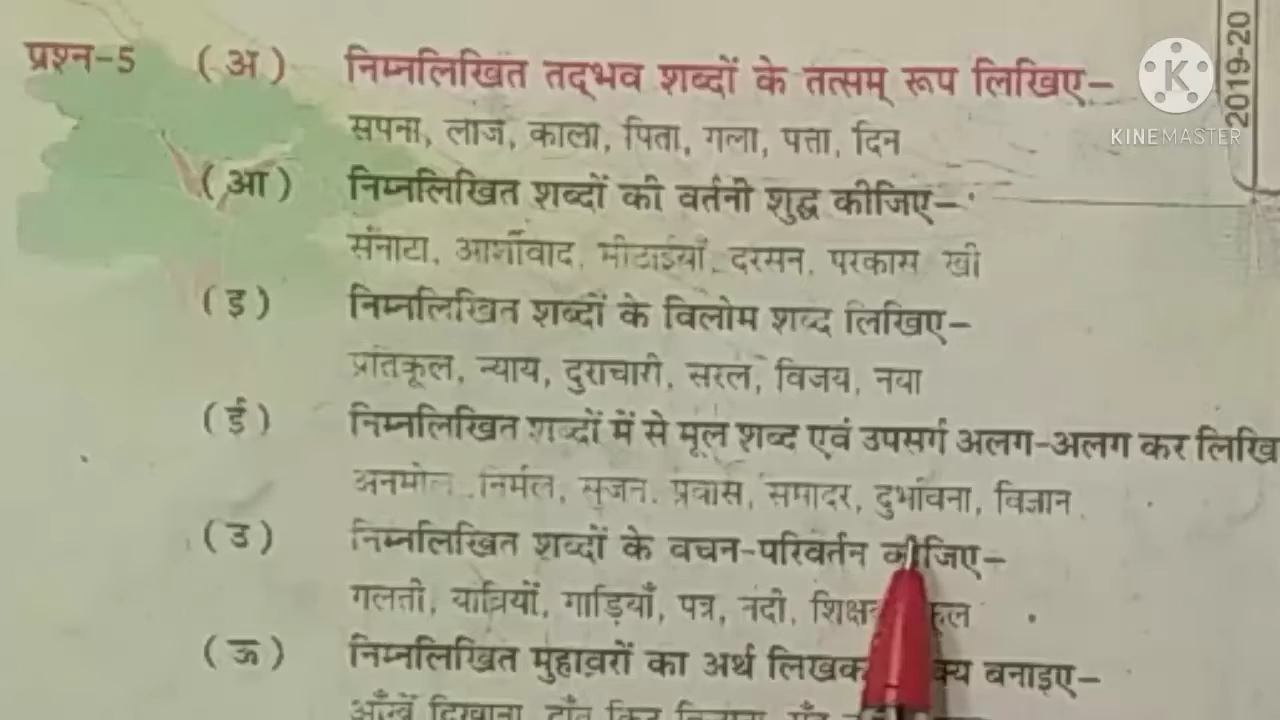 प्रश्न-5 (अ) निम्नलिखित तद्भव शब्दों के तत्सम् रूप लिखिए-
सपना, लाज, काला, पिता, गला, पत्ता, दिन
(आ) निम्नलिखित शब्दों की वर्तनी शुद्ध कीजिए-
संनाटा, आर्शीवाद, मीठाईयाँ, दरसन, परकास
(इ) निम्नलिखित शब्दों के विलोम शब्द लिखिए-
प्रतिकूल, न्याय, दुराचारी, सरल, विजय, नया
(ई) निम्नलिखित शब्दों में से मूल शब्द एवं उपसर्ग अलग-अलग कर लिखि
अनमोल, निर्मल, सृजन, प्रवास, समादर, दुर्भावना, विज्ञान
(उ) निम्नलिखित शब्दों के वचन-परिवर्तन कीजिए-
गलती, यात्रियों, गाड़ियाँ, पत्र, नदी,
(ऊ) निम्नलिखित मुहावरों का अर्थ लिखक बनाइए-
आँखें दिखाना,
2019-20
KINEMASTER